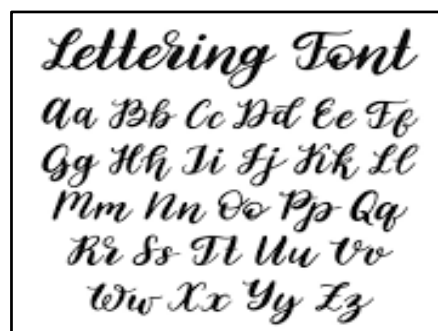 Lettering Font
Aa Bb Cc Dd Ee Ff
Gg Hh Ii Jj Kk Ll
Mm Nn Oo Pp Qq
Rr Ss Tt Uu Vv
Ww Xx Yy Zz